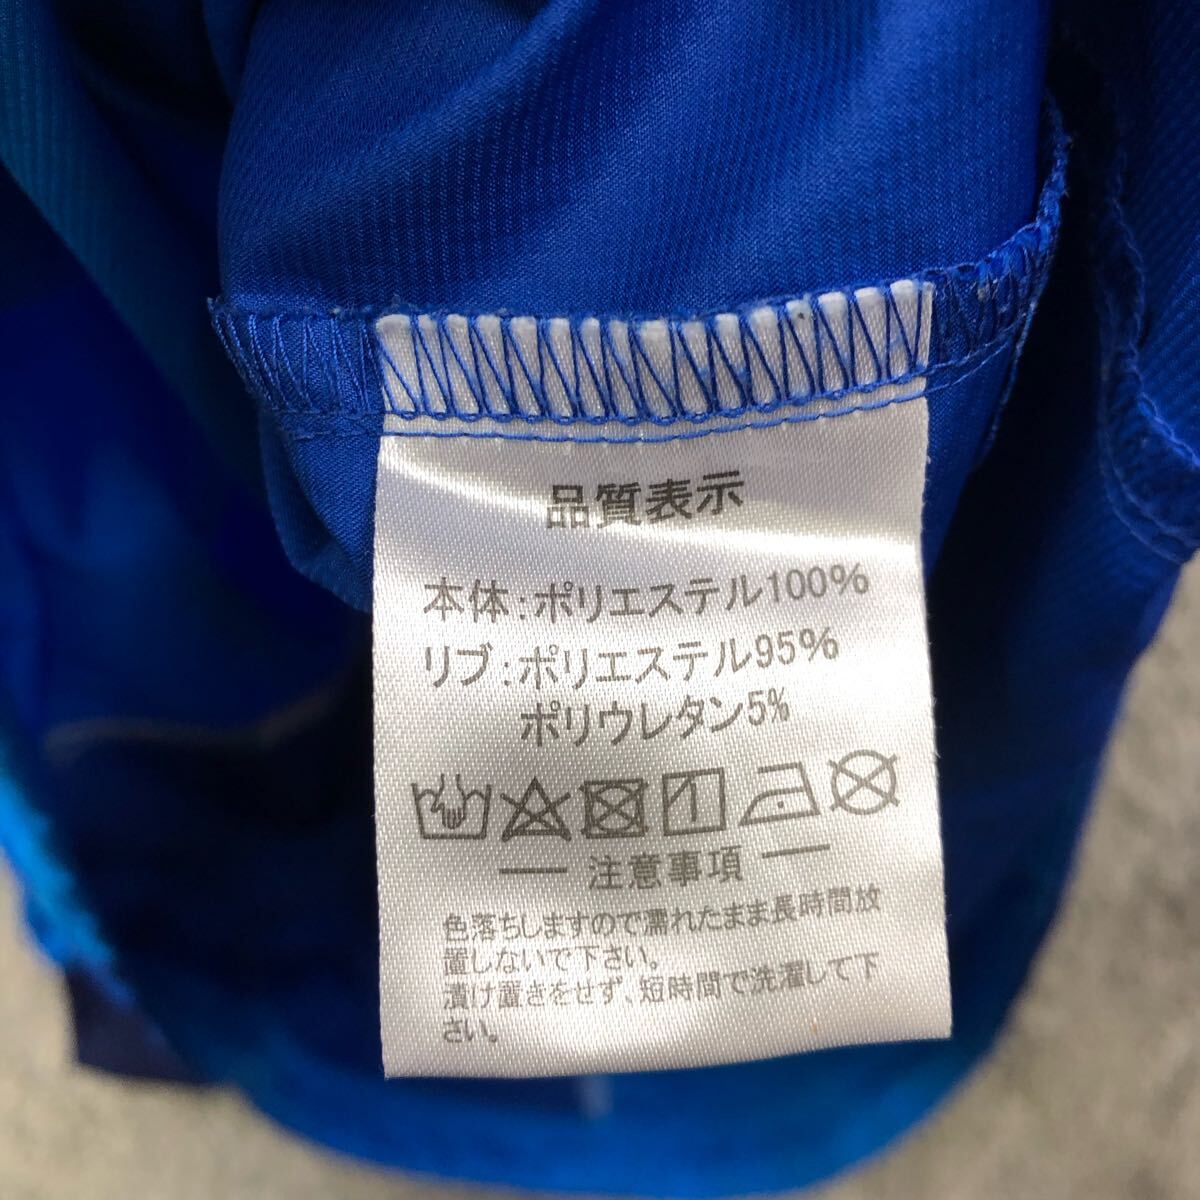 品質表示
本体：ポリエステル100%
リブ：ポリエステル95%
ポリウレタン5%
注意事項
色落ちしますので濡れたまま長時間放
置しないで下さい。
漬け置きをせず、短時間で洗濯して下
さい。